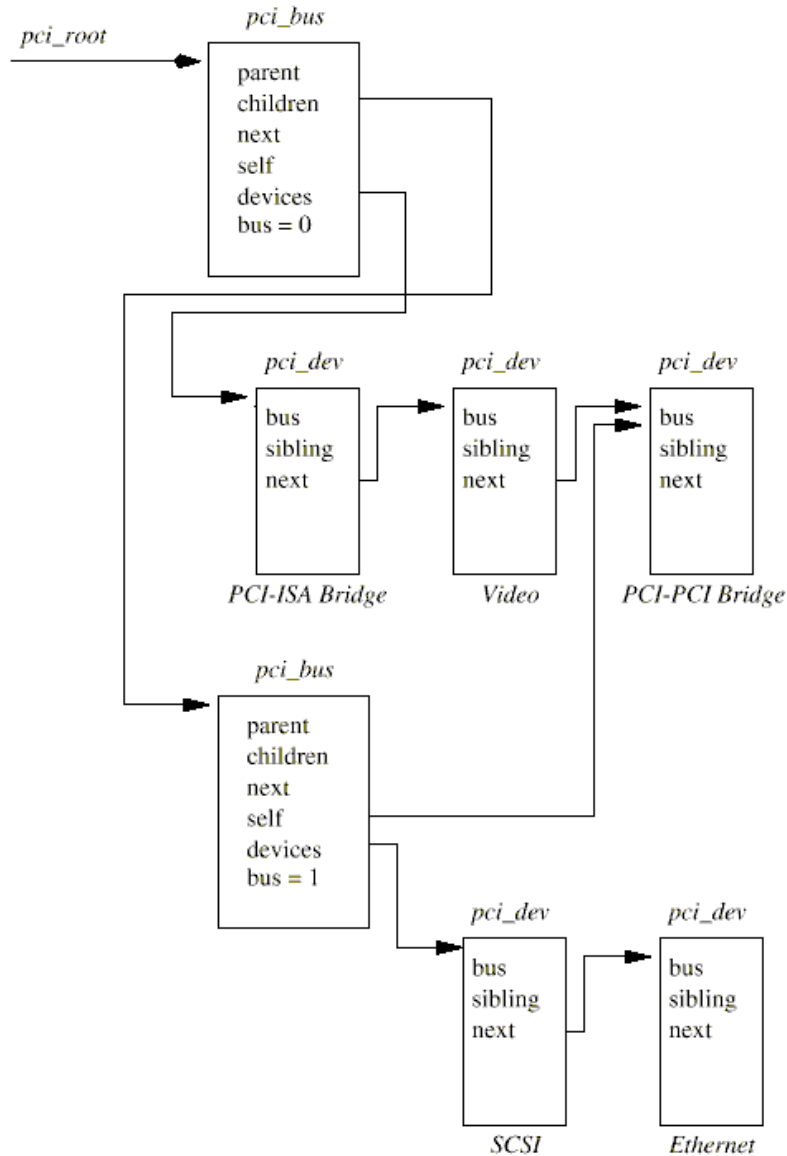 pci_bus
pci_root
parent
children
next
self
devices
bus = 0
pci_dev
pci_dev
pci_dev
bus
sibling
next
bus
sibling
next
bus
sibling
next
PCI-ISA Bridge
Video
PCI-PCI Bridge
pci_bus
parent
children
next
self
devices
bus = 1
pci_dev
pci_dev
bus
sibling
next
bus
sibling
next
SCSI
Ethernet